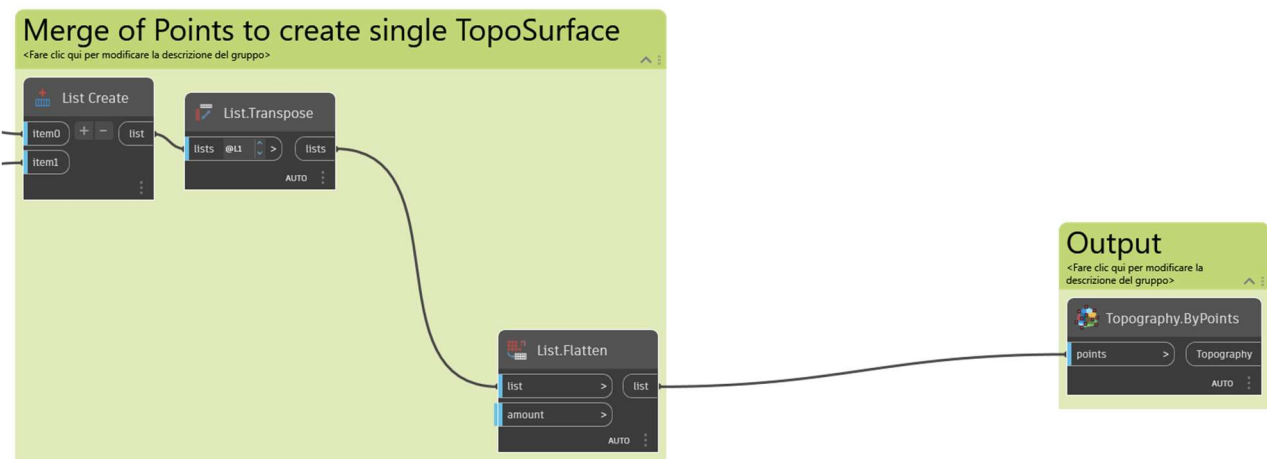 Merge of Points to create single TopoSurface
<Fare clic qui per modificare la descrizione del gruppo>
List Create
item0 + - list
item1
List.Transpose
lists @L1 > lists
AUTO
List.Flatten
list > list
amount >
AUTO
Output
<Fare clic qui per modificare la
descrizione del gruppo>
Topography.ByPoints
points > Topography
AUTO